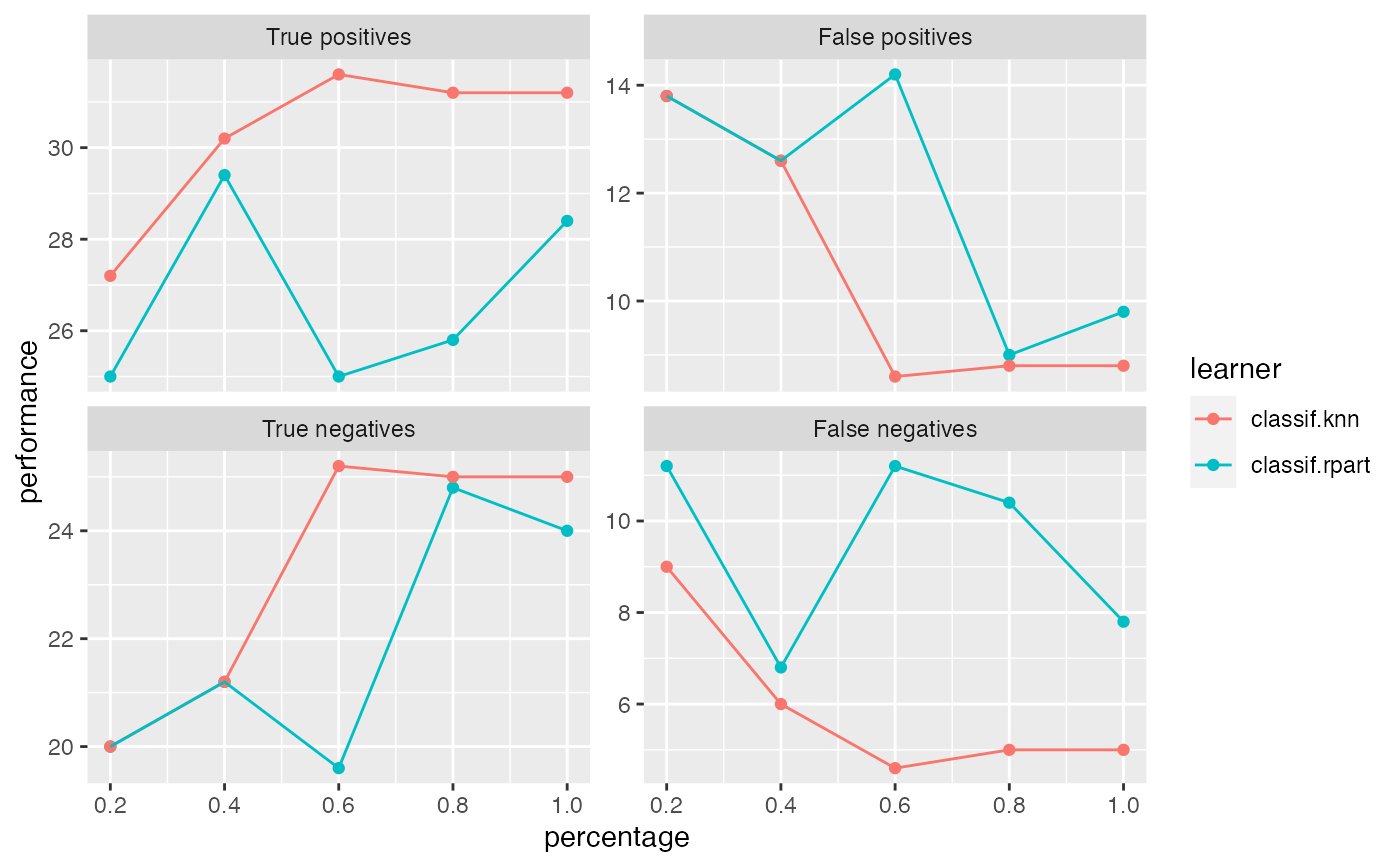 True positives
False positives
30
28
26
14
12
10
True negatives
False negatives
24
22
20
10
8
6
0.2 0.4 0.6 0.8 1.0
0.2 0.4 0.6 0.8 1.0
percentage
performance
learner
classif.knn
classif.rpart